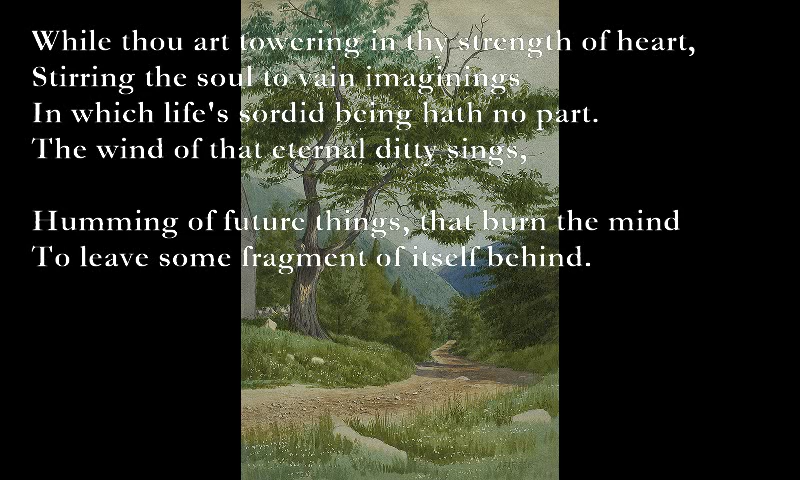 While thou art towering in thy strength of heart,
Stirring the soul to vain imaginings
In which life's sordid being hath no part.
The wind of that eternal ditty sings,

Humming of future things, that burn the mind
To leave some fragment of itself behind.